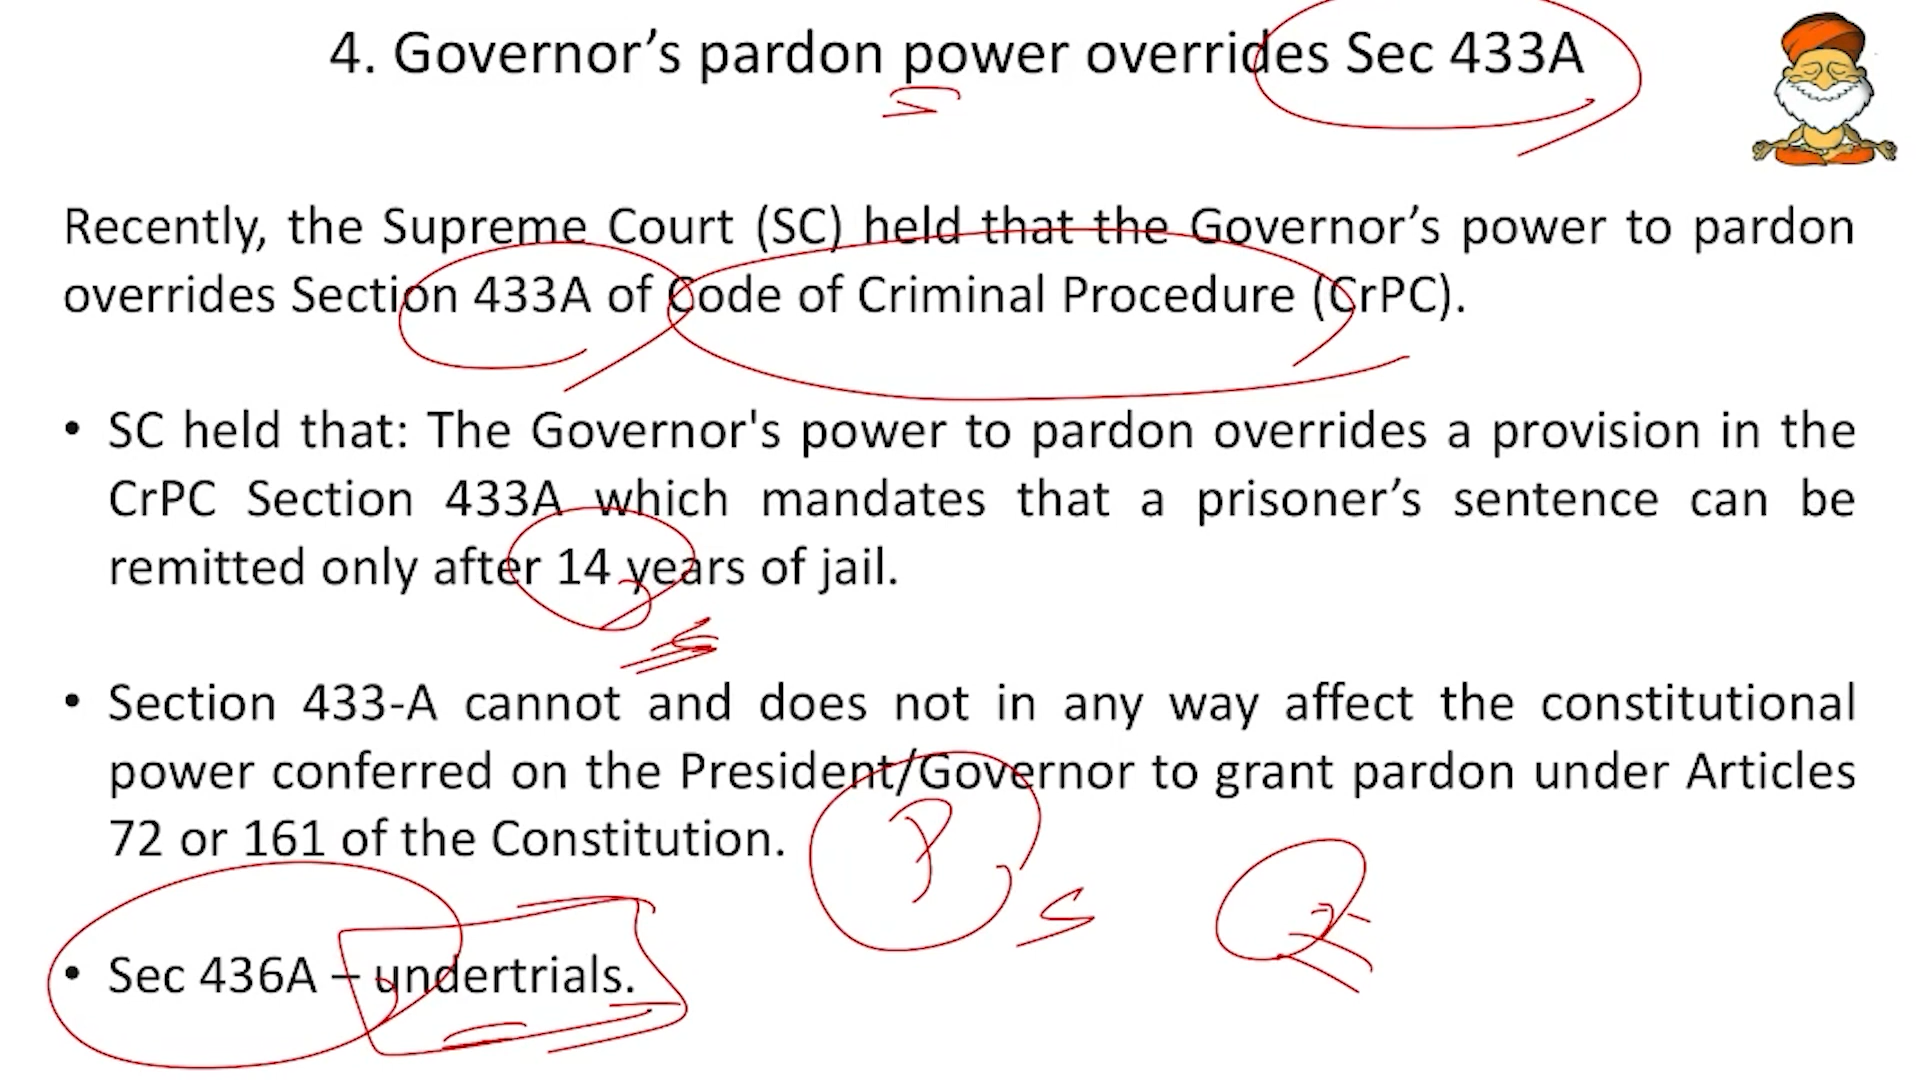 4. Governor’s pardon power overrides Sec 433A
Recently, the Supreme Court (SC) held that the Governor’s power to pardon
overrides Section 433A of Code of Criminal Procedure (CrPC).
• SC held that: The Governor's power to pardon overrides a provision in the
CrPC Section 433A which mandates that a prisoner’s sentence can be
remitted only after 14 years of jail.
• Section 433-A cannot and does not in any way affect the constitutional
power conferred on the President/Governor to grant pardon under Articles
72 or 161 of the Constitution.
P
• Sec 436A – undertrials.